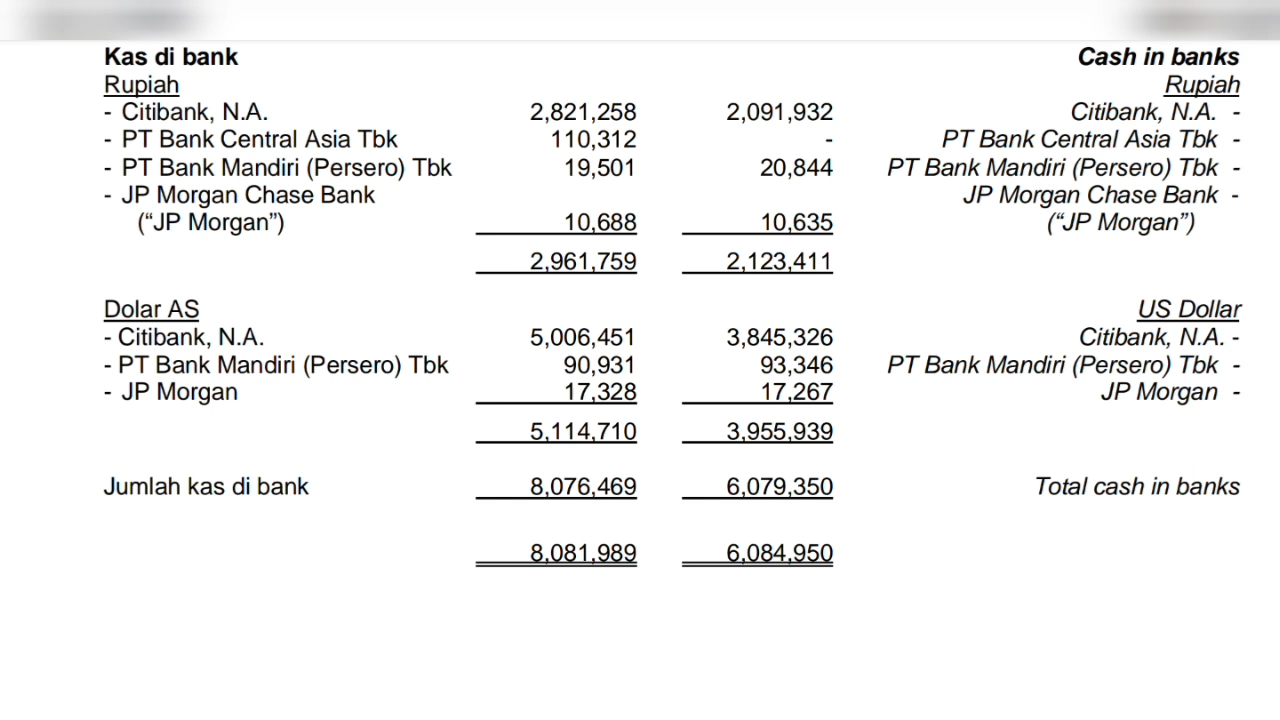 Kas di bank Cash in banks
Rupiah Rupiah
- Citibank, N.A. 2,821,258 2,091,932 Citibank, N.A. -
- PT Bank Central Asia Tbk 110,312 - PT Bank Central Asia Tbk -
- PT Bank Mandiri (Persero) Tbk 19,501 20,844 PT Bank Mandiri (Persero) Tbk -
- JP Morgan Chase Bank JP Morgan Chase Bank -
(“JP Morgan”) 10,688 10,635 (“JP Morgan”)
2,961,759 2,123,411
Dolar AS US Dollar
- Citibank, N.A. 5,006,451 3,845,326 Citibank, N.A. -
- PT Bank Mandiri (Persero) Tbk 90,931 93,346 PT Bank Mandiri (Persero) Tbk -
- JP Morgan 17,328 17,267 JP Morgan -
5,114,710 3,955,939
Jumlah kas di bank 8,076,469 6,079,350 Total cash in banks
8,081,989 6,084,950